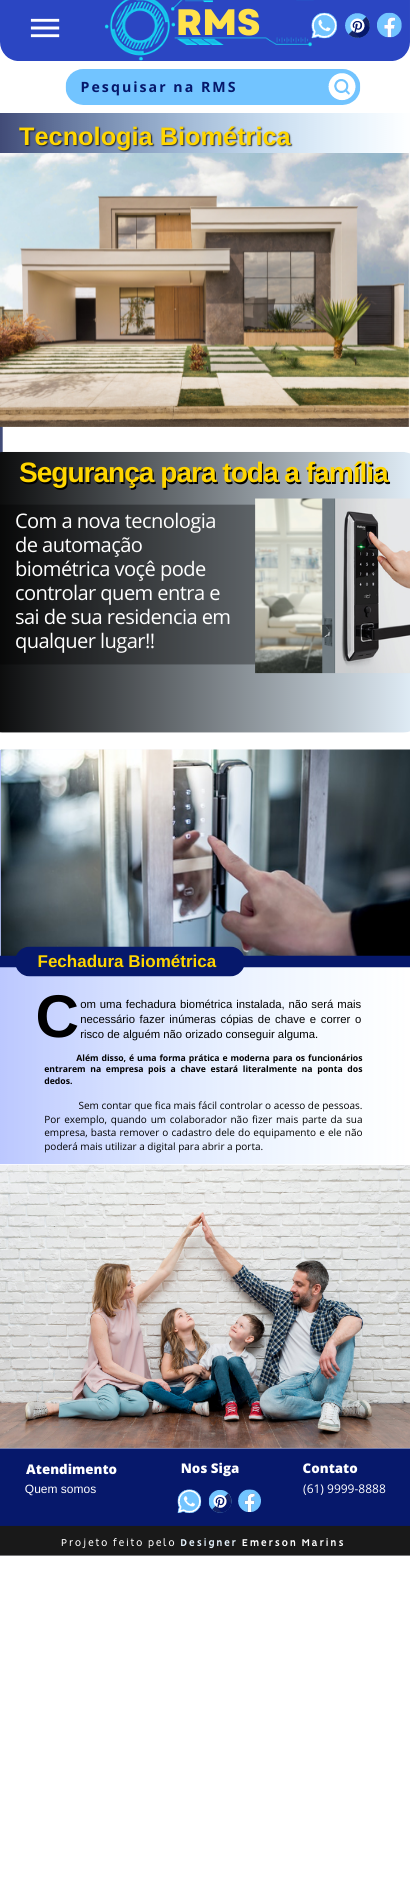 RMS
Pesquisar na RMS
Tecnologia Biométrica
Segurança para toda a família
Com a nova tecnologia
de automação
biométrica voçê pode
controlar quem entra e
sai de sua residencia em
qualquer lugar!!
Fechadura Biométrica
Com uma fechadura biométrica instalada, não será mais
necessário fazer inúmeras cópias de chave e correr o
risco de alguém não orizado conseguir alguma.
Além disso, é uma forma prática e moderna para os funcionários
entrarem na empresa pois a chave estará literalmente na ponta dos
dedos.
Sem contar que fica mais fácil controlar o acesso de pessoas.
Por exemplo, quando um colaborador não fizer mais parte da sua
empresa, basta remover o cadastro dele do equipamento e ele não
poderá mais utilizar a digital para abrir a porta.
Atendimento
Quem somos
Nos Siga
Contato
(61) 9999-8888
Projeto feito pelo Designer Emerson Marins